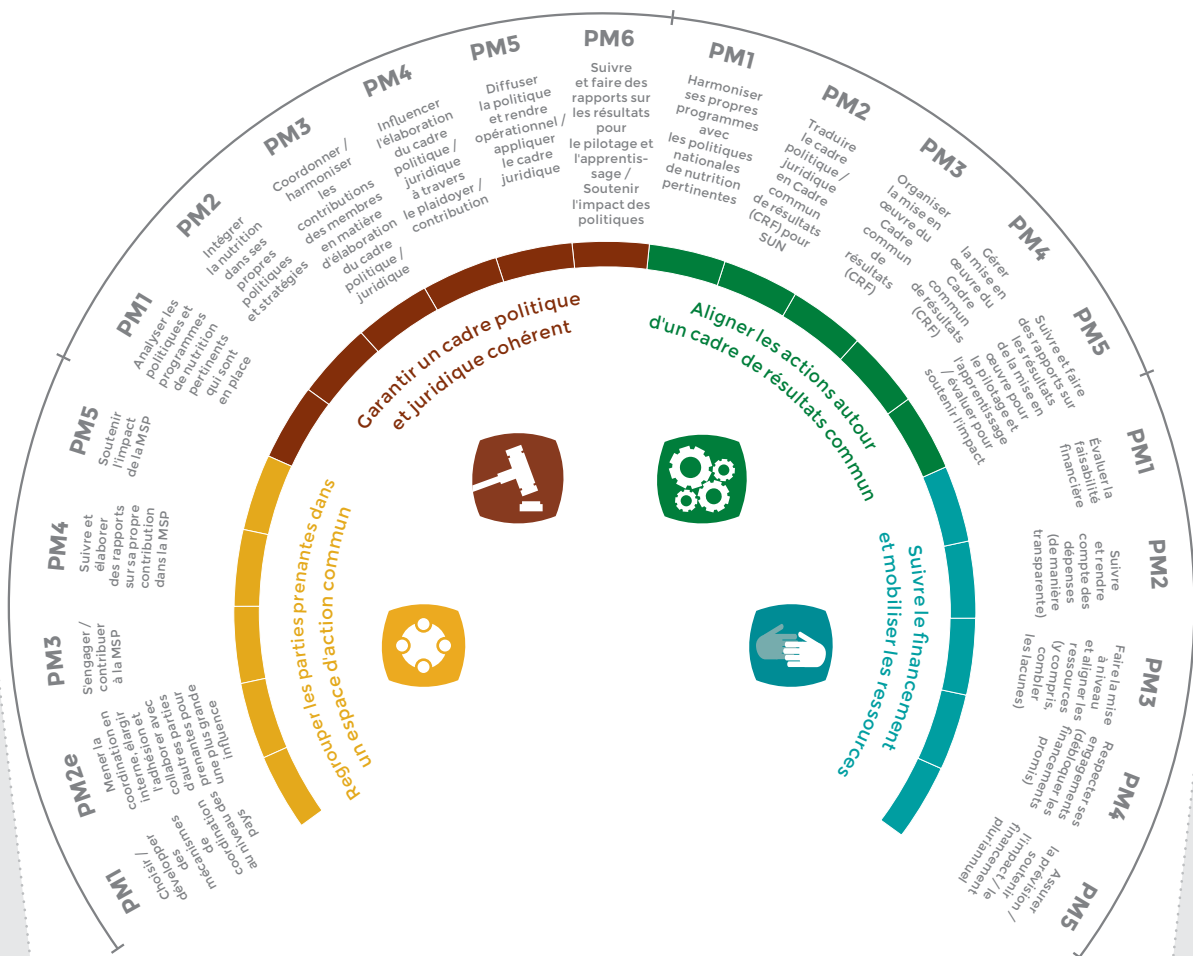 PM1
Choisir /
développer
des
mécanismes
de
coordination
au niveau des
pays
PM2e
Mener la
coordination en
interne, élargir
l'adhésion et
collaborer avec
d'autres parties
prenantes pour
une plus grande
influence
PM3
S'engager /
contribuer
à la MSP
PM4
Suivre et
élaborer
des rapports
sur sa propre
contribution
dans la MSP
PM5
Soutenir
l'impact
de la MSP
Regrouper les parties prenantes dans
un espace d'action commun
PM1
Analyser les
politiques et
programmes
de nutrition
pertinents
qui sont
en place
PM2
Intégrer
la nutrition
dans ses
propres
politiques
et stratégies
PM3
Coordonner /
harmoniser
les
contributions
des membres
en matière
d'élaboration
du cadre
politique /
juridique
PM4
Influencer
l'élaboration
du cadre
politique /
juridique
à travers
le plaidoyer /
contribution
PM5
Diffuser
la politique
et rendre
opérationnel /
appliquer
le cadre
juridique
PM6
Suivre
et faire des
rapports sur
les résultats
pour
le pilotage et
l'apprentis-
sage /
Soutenir
l'impact des
politiques
Garantir un cadre politique
et juridique cohérent
PM1
Harmoniser
ses propres
programmes
avec
les politiques
nationales
de nutrition
pertinentes
PM2
Traduire
le cadre
politique /
juridique
en Cadre
commun
de résultats
(CRF) pour
SUN
PM3
Organiser
la mise en
œuvre du
Cadre
commun
de
résultats
(CRF)
PM4
Gérer
la mise en
œuvre du
Cadre
commun
de résultats
(CRF)
PM5
Suivre et faire
des rapports sur
les résultats
de la mise en
œuvre pour
le pilotage et
l'apprentissage
/ évaluer pour
soutenir l'impact
Aligner les actions autour
d'un cadre de résultats commun
PM1
Évaluer la
faisabilité
financière
PM2
Suivre
et rendre
compte des
dépenses
(de manière
transparente)
PM3
Faire la mise
à niveau
et aligner les
ressources
(y compris,
combler
les lacunes)
PM4
Respecter ses
engagements
(débloquer les
financements
promis)
PM5
Assurer
la prévision /
soutenir
l'impact / le
financement
pluriannuel
Suivre le financement
et mobiliser les ressources